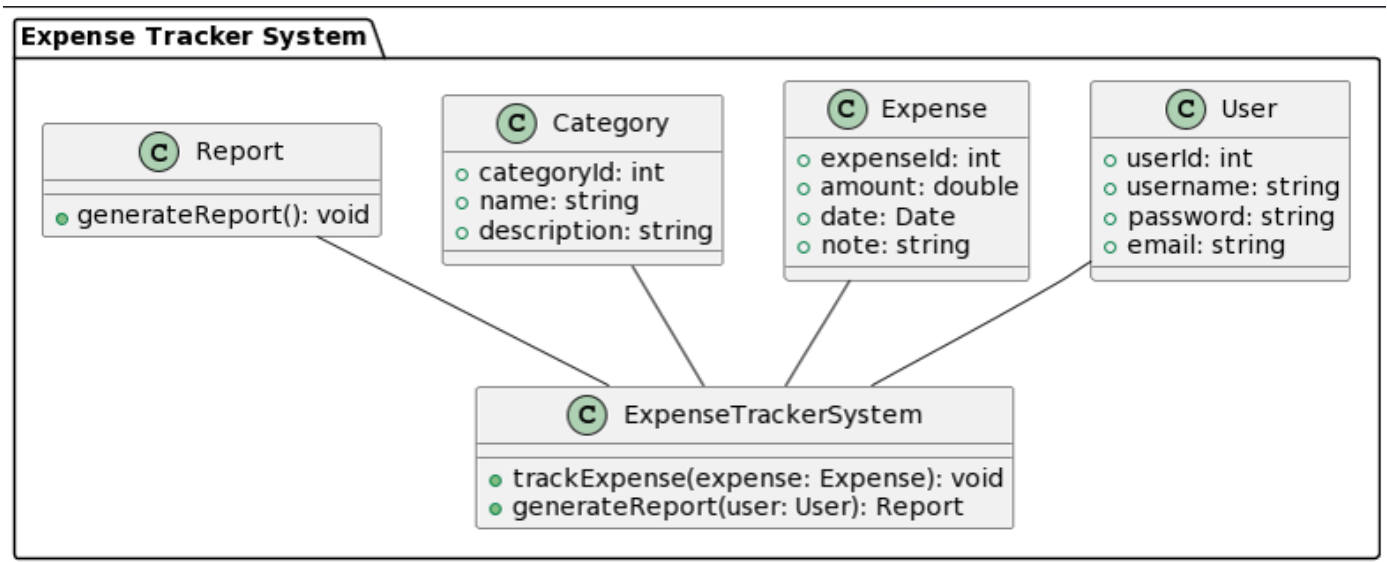 Expense Tracker System
C Report
generateReport(): void
C Category
categoryId: int
name: string
description: string
C Expense
expenseId: int
amount: double
date: Date
note: string
C User
userId: int
username: string
password: string
email: string
C ExpenseTrackerSystem
trackExpense(expense: Expense): void
generateReport(user: User): Report